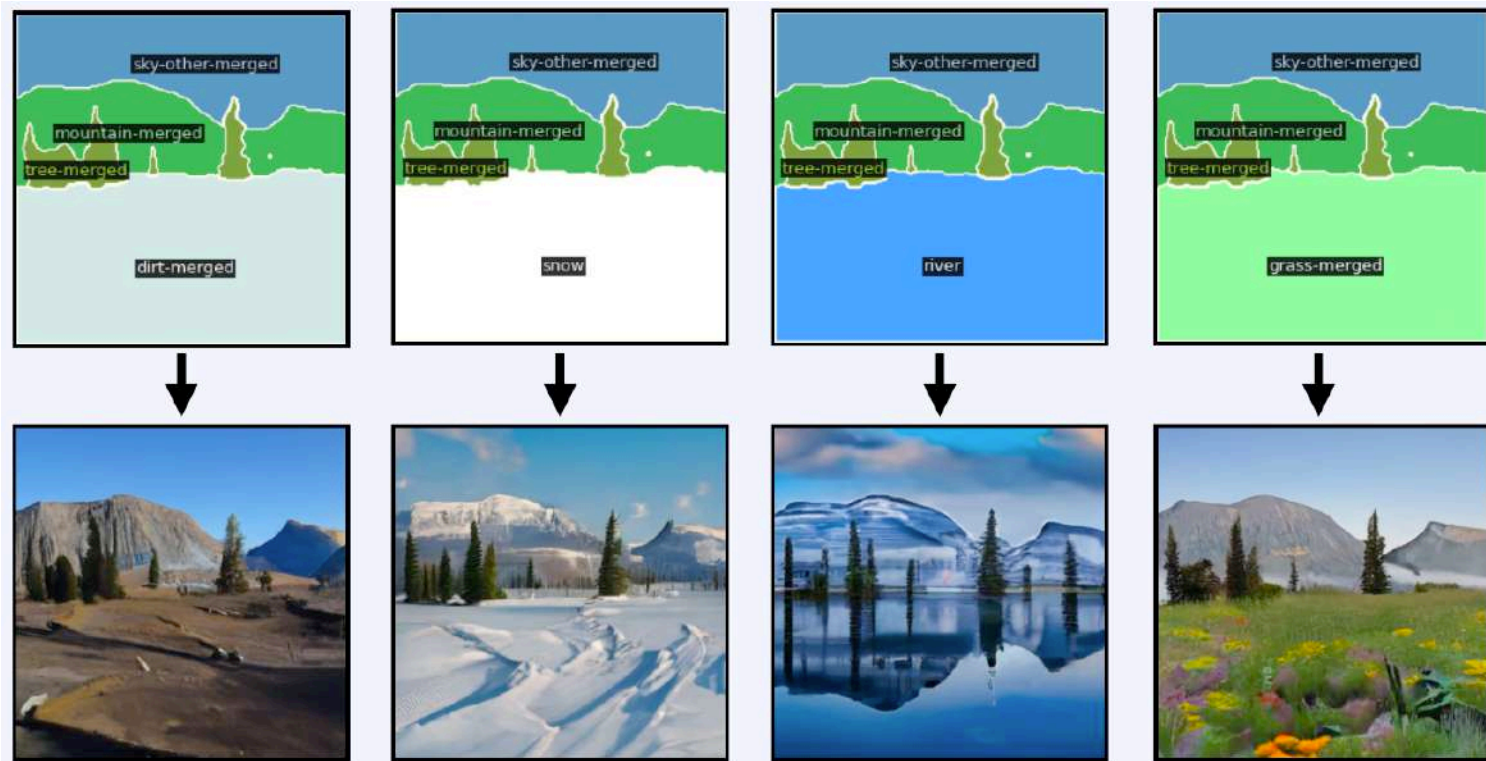 sky-other-merged
mountain-merged
tree-merged
dirt-merged
sky-other-merged
mountain-merged
tree-merged
snow
sky-other-merged
mountain-merged
tree-merged
river
sky-other-merged
mountain-merged
tree-merged
grass-merged